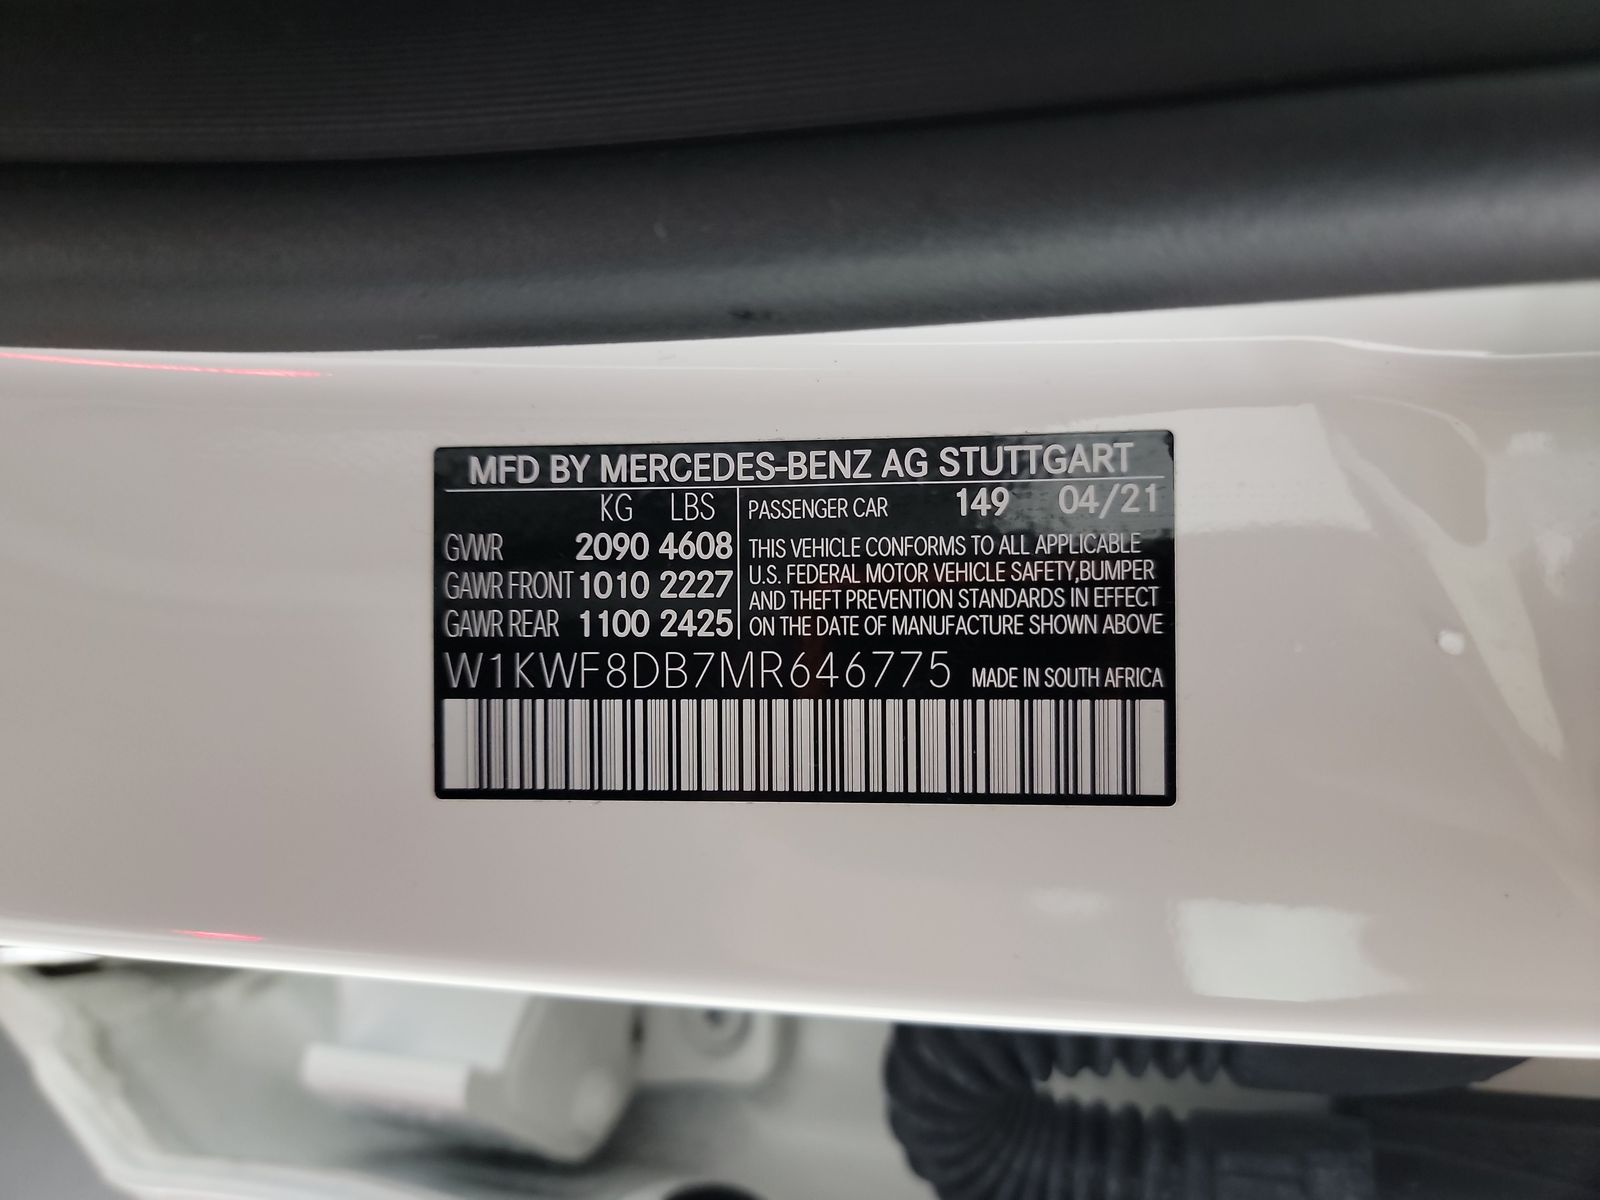 MFD BY MERCEDES-BENZ AG STUTTGART
KG LBS
GVWR 2090 4608
GAWR FRONT 1010 2227
GAWR REAR 1100 2425
PASSENGER CAR 149 04/21
THIS VEHICLE CONFORMS TO ALL APPLICABLE
U.S. FEDERAL MOTOR VEHICLE SAFETY,BUMPER
AND THEFT PREVENTION STANDARDS IN EFFECT
ON THE DATE OF MANUFACTURE SHOWN ABOVE
W1KWF8DB7MR646775 MADE IN SOUTH AFRICA